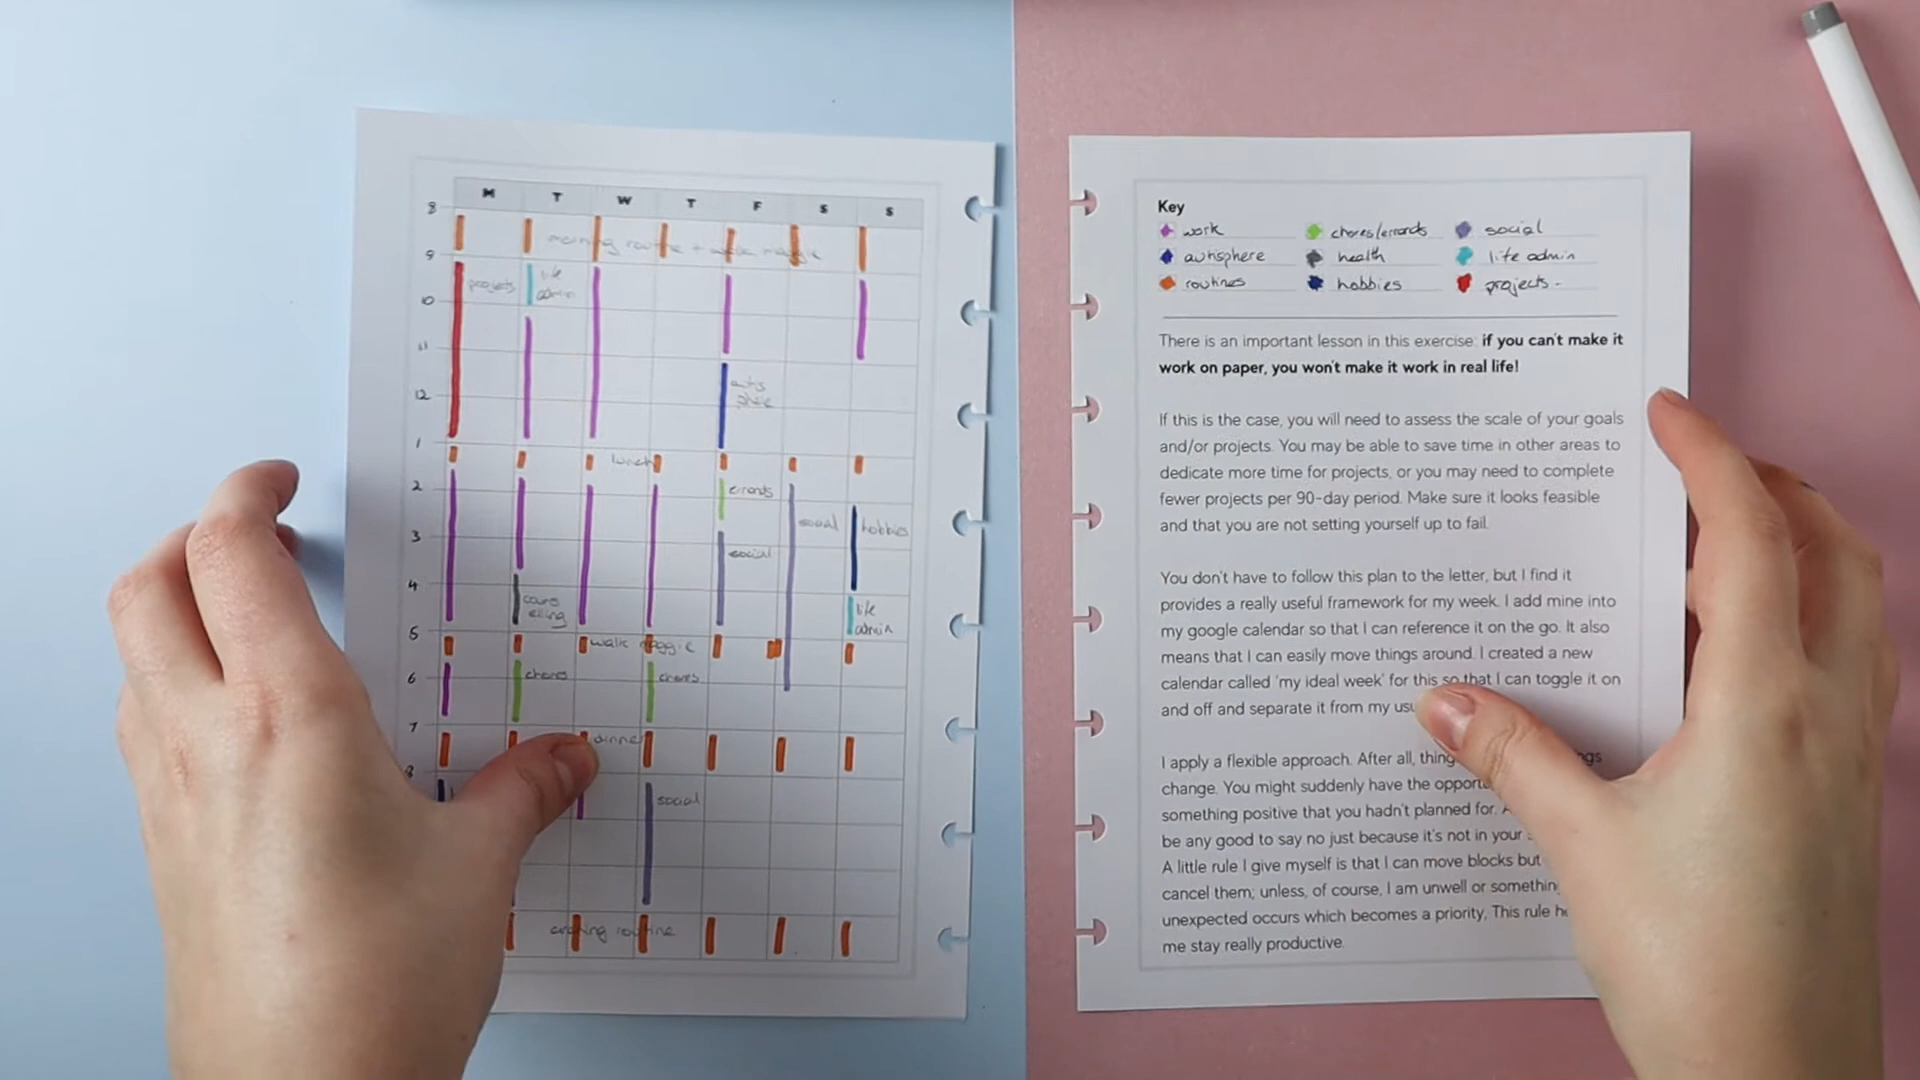 M T W T F S S
8
morning routine + walk maggie
9
projects life
admin
10
11
12
autis
phere
1
lunch
2
errands
social hobbies
3
social
4
couns life
elling admin
5
walk maggie
6
chores chores
7
dinner
8
social
evening routine
Key
work chores/errands social
autisphere health life admin
routines hobbies projects -
There is an important lesson in this exercise: if you can't make it
work on paper, you won't make it work in real life!
If this is the case, you will need to assess the scale of your goals
and/or projects. You may be able to save time in other areas to
dedicate more time for projects, or you may need to complete
fewer projects per 90-day period. Make sure it looks feasible
and that you are not setting yourself up to fail.
You don't have to follow this plan to the letter, but I find it
provides a really useful framework for my week. I add mine into
my google calendar so that I can reference it on the go. It also
means that I can easily move things around. I created a new
calendar called 'my ideal week' for this so that I can toggle it on
and off and separate it from my
I apply a flexible approach. After all,
change. You might suddenly have the
something positive that you hadn't planned for.
be any good to say no just because it's not in your
A little rule I give myself is that I can move blocks but
cancel them; unless, of course, I am unwell or
unexpected occurs which becomes a priority, This rule
me stay really productive.